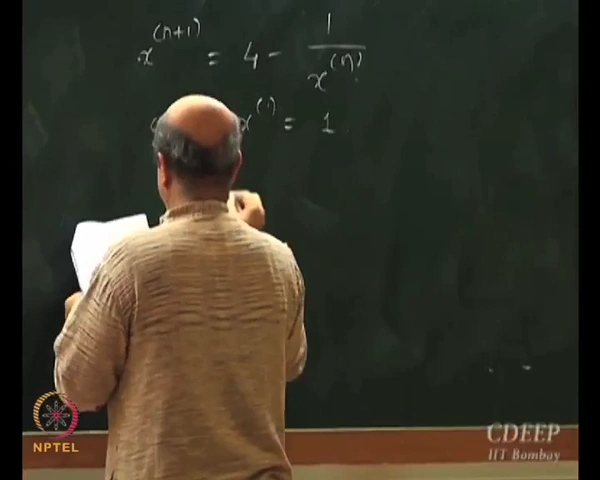 x^(n+1) = 4 - 1/x^(n)
x^(1) = 1
NPTEL
CDEEP
IIT Bombay